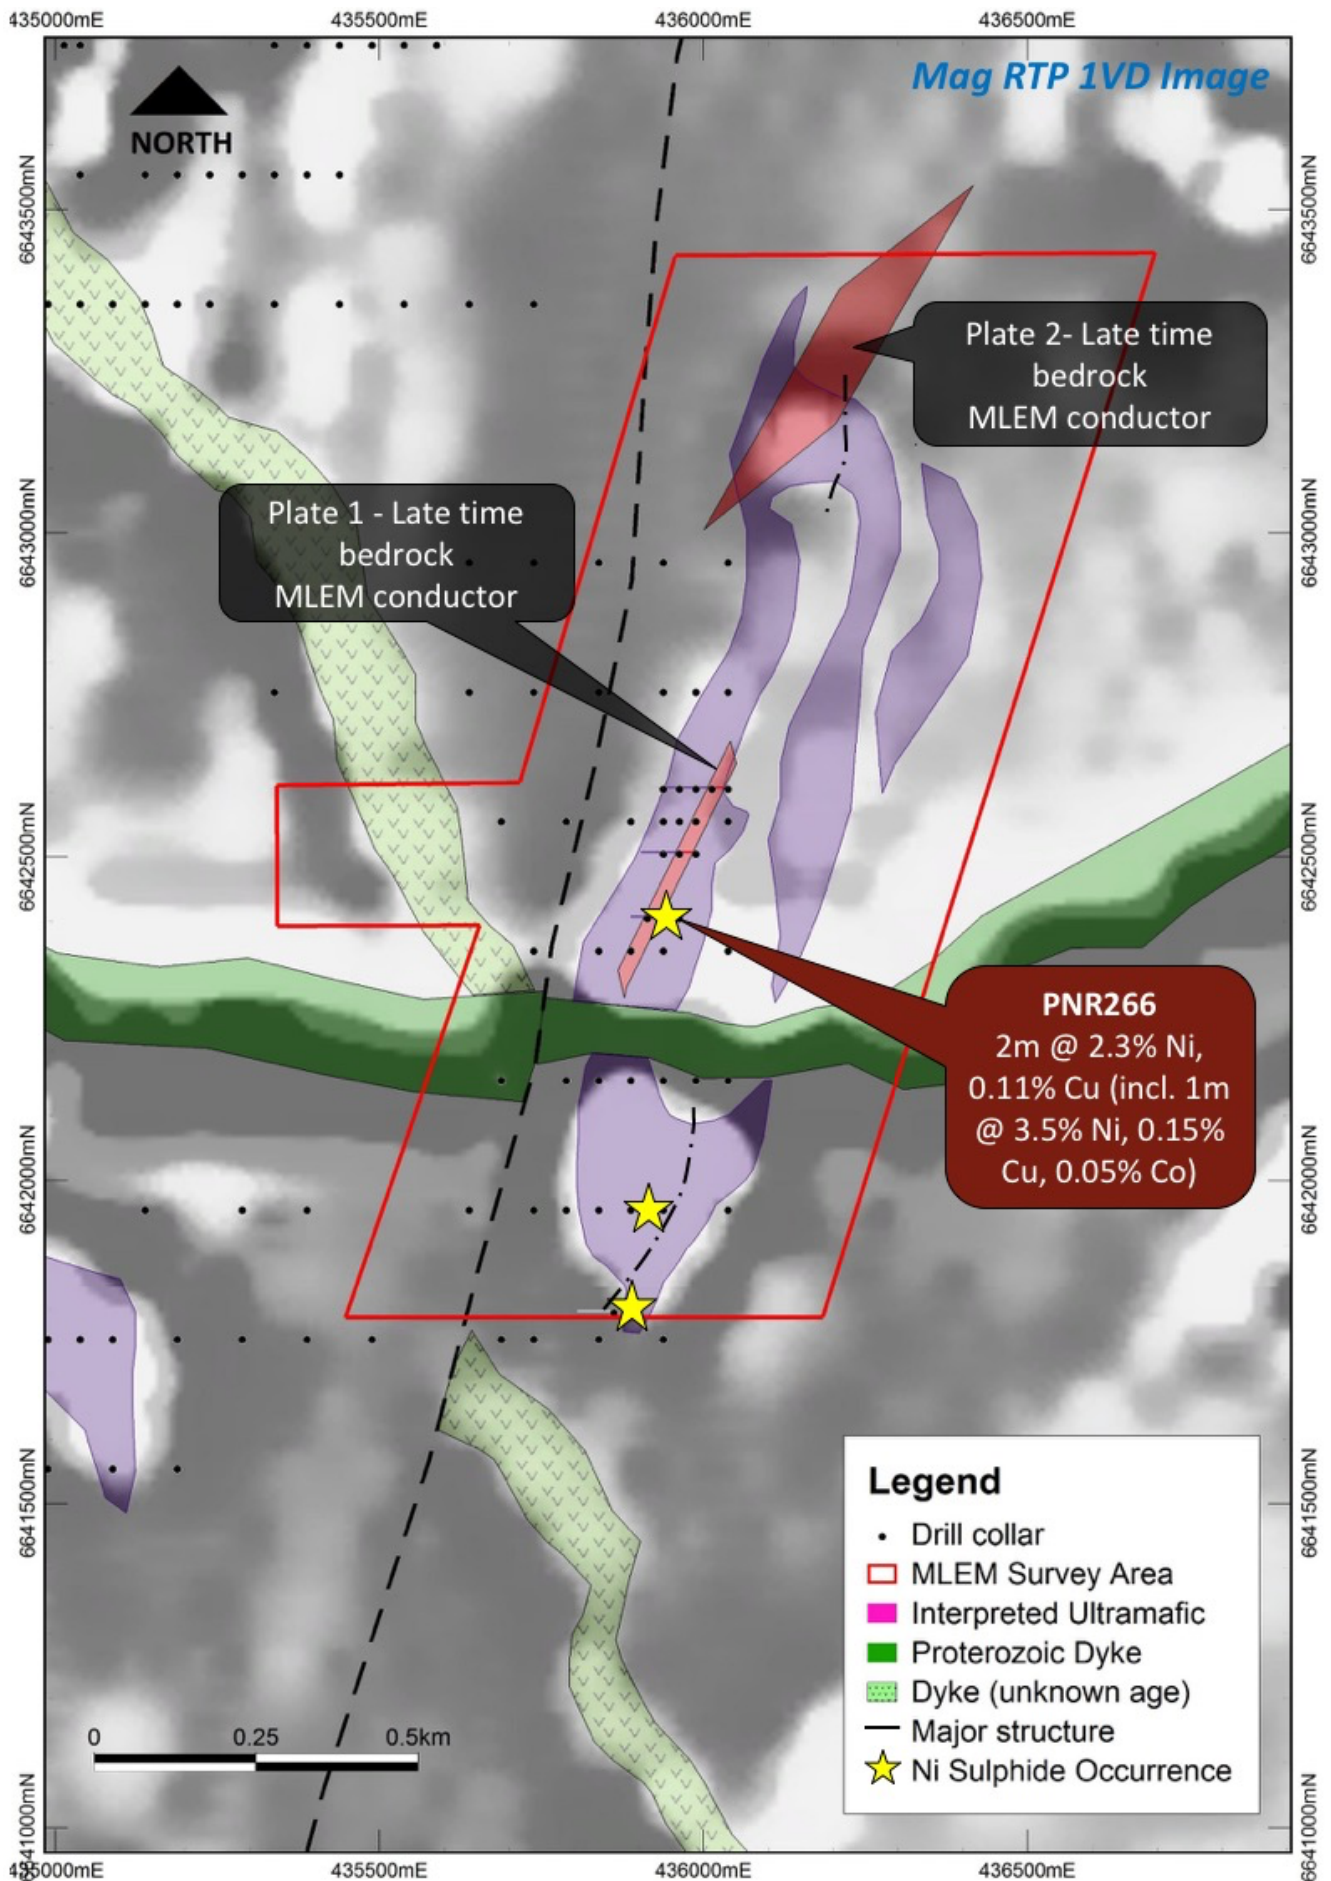 435000mE 435500mE 436000mE 436500mE
Mag RTP 1VD Image
NORTH
6643500mN
6643500mN
Plate 2- Late time
bedrock
MLEM conductor
Plate 1 - Late time
bedrock
MLEM conductor
6643000mN
6643000mN
6642500mN
6642500mN
PNR266
2m @ 2.3% Ni,
0.11% Cu (incl. 1m
@ 3.5% Ni, 0.15%
Cu, 0.05% Co)
6642000mN
6642000mN
6641500mN
6641500mN
Legend
Drill collar
MLEM Survey Area
Interpreted Ultramafic
Proterozoic Dyke
Dyke (unknown age)
Major structure
Ni Sulphide Occurrence
0 0.25 0.5km
6641000mN
6641000mN
435000mE 435500mE 436000mE 436500mE